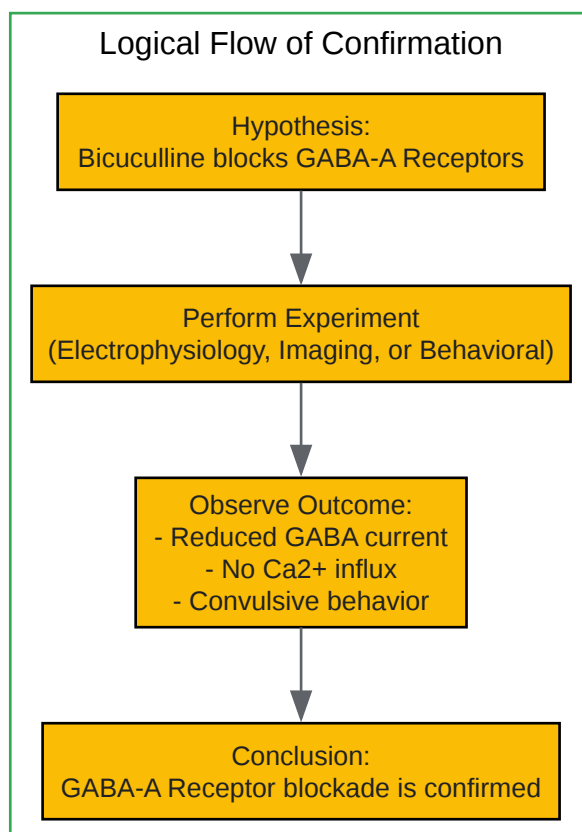 Logical Flow of Confirmation
Hypothesis:
Bicuculline blocks GABA-A Receptors
Perform Experiment
(Electrophysiology, Imaging, or Behavioral)
Observe Outcome:
- Reduced GABA current
- No Ca2+ influx
- Convulsive behavior
Conclusion:
GABA-A Receptor blockade is confirmed